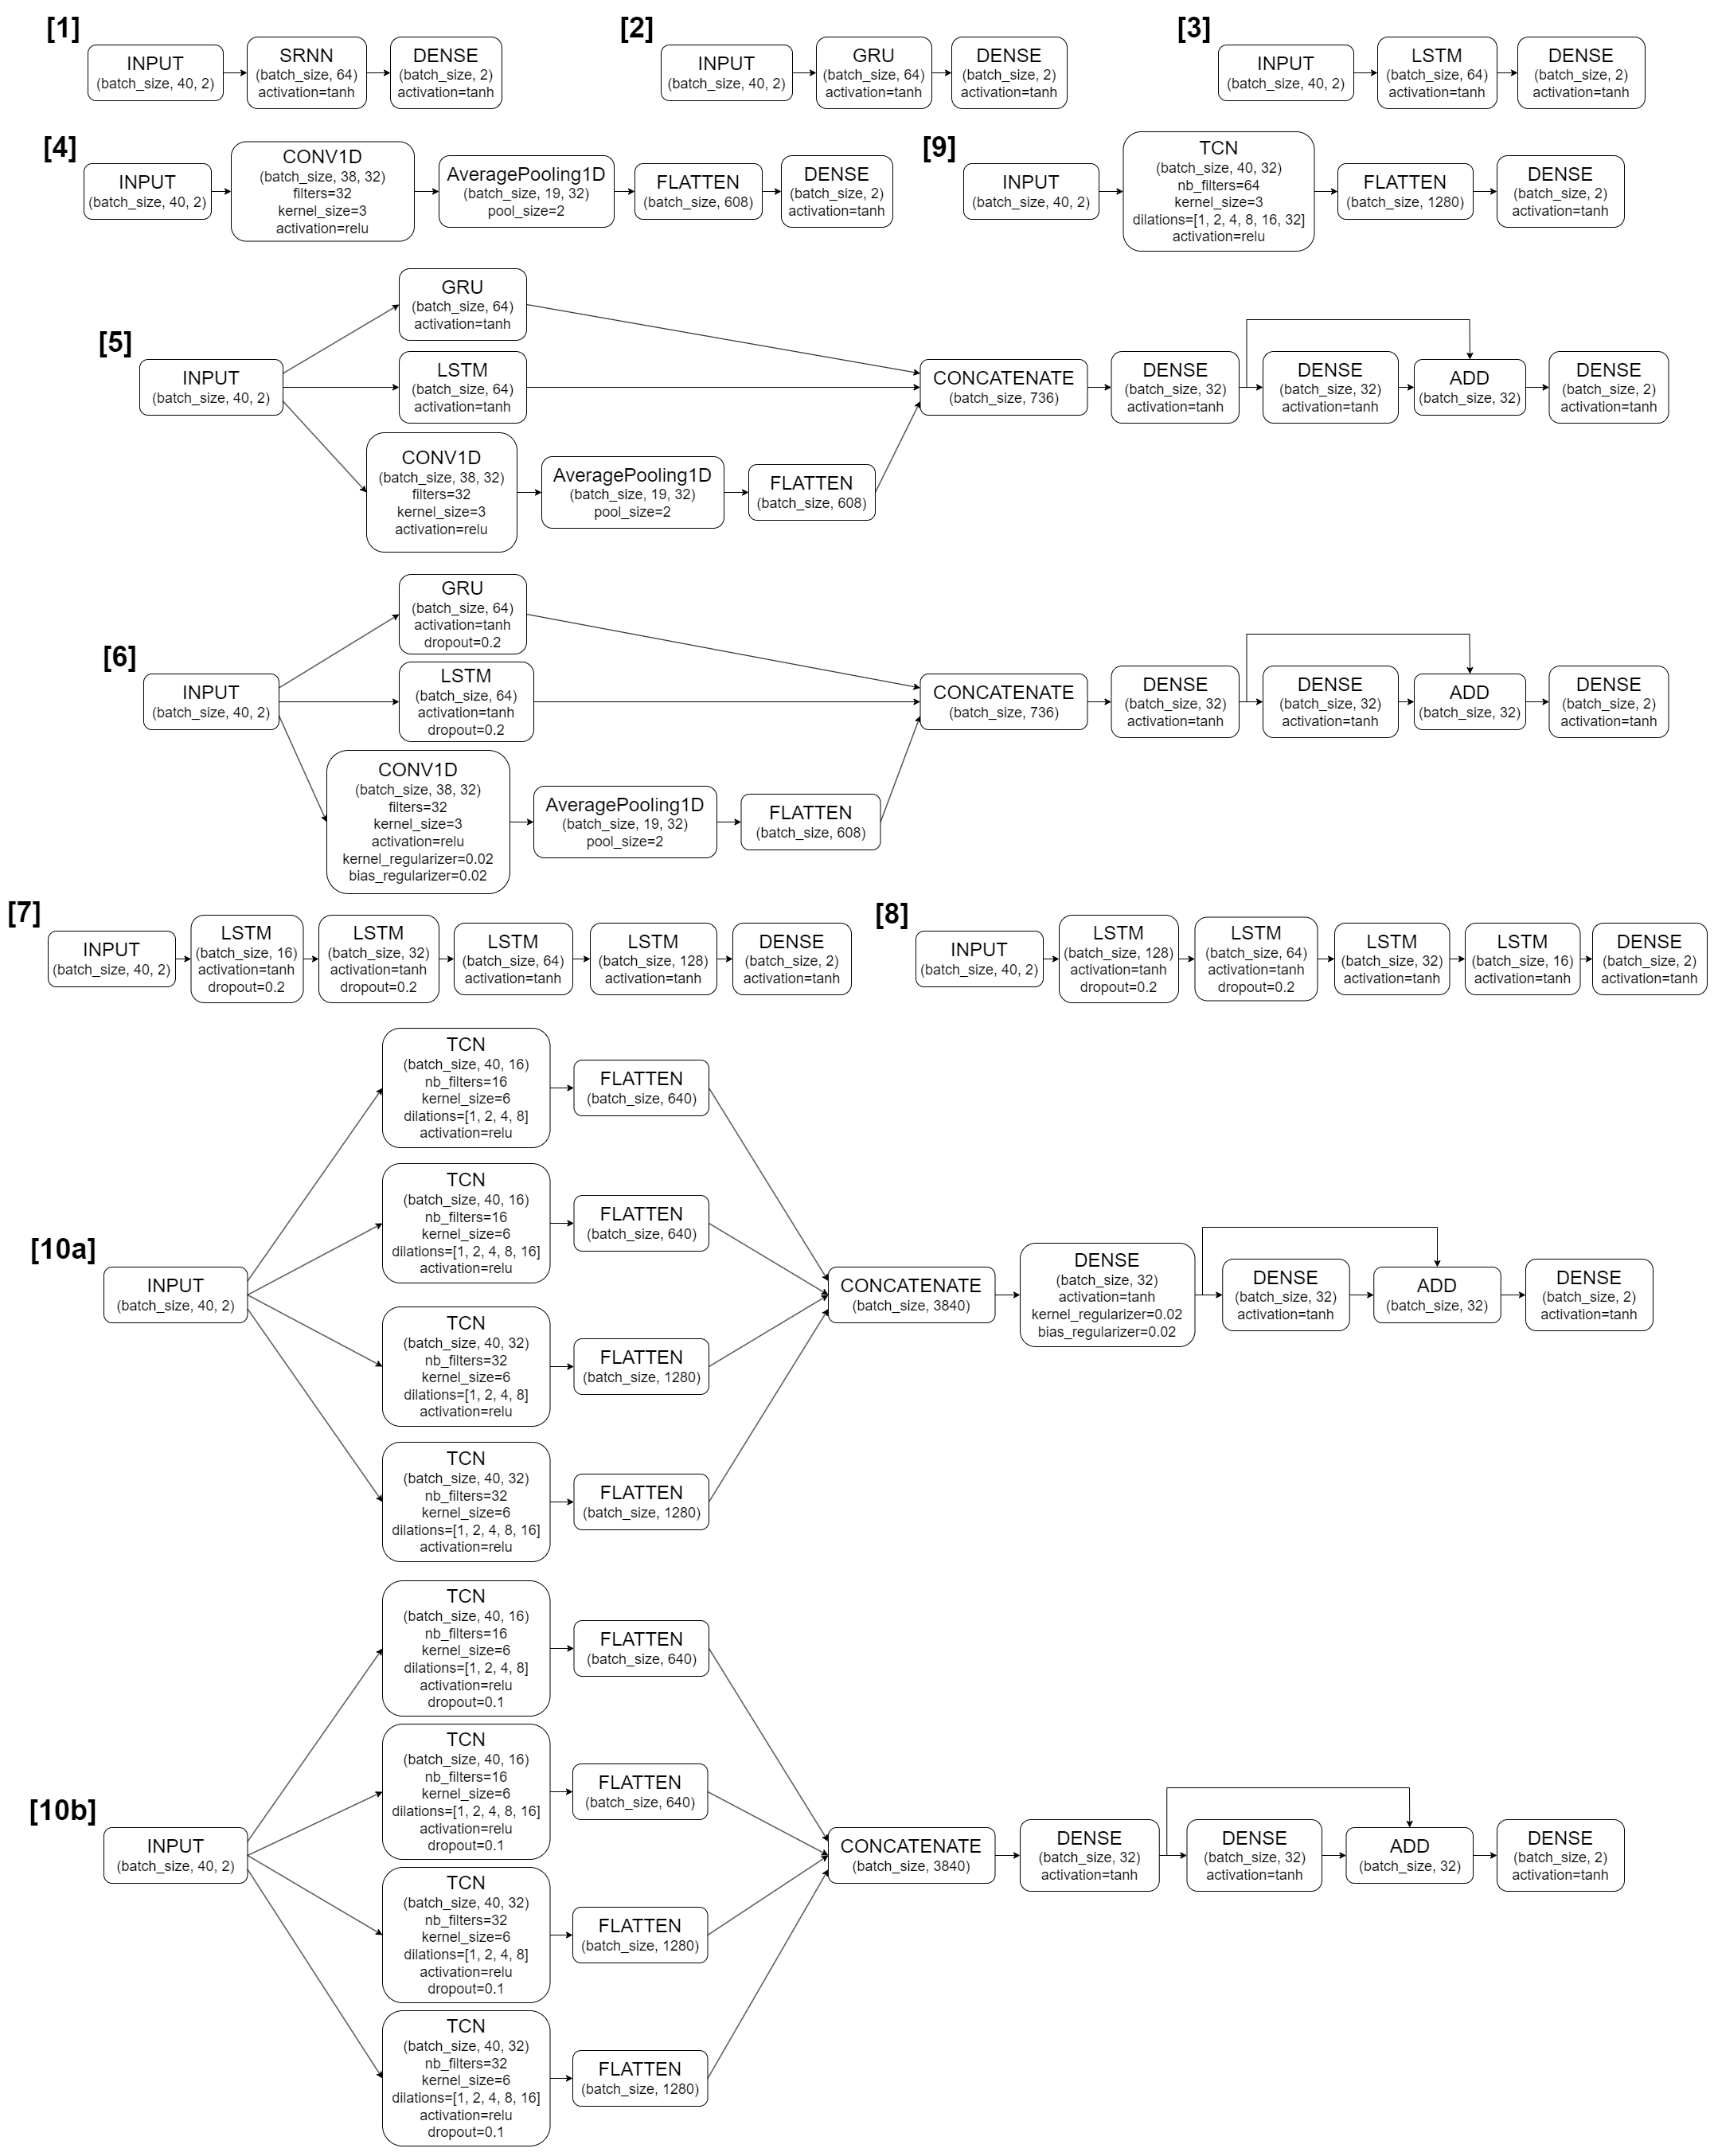 [1]
INPUT
(batch_size, 40, 2)
SRNN
(batch_size, 64)
activation=tanh
DENSE
(batch_size, 2)
activation=tanh
[2]
INPUT
(batch_size, 40, 2)
GRU
(batch_size, 64)
activation=tanh
DENSE
(batch_size, 2)
activation=tanh
[3]
INPUT
(batch_size, 40, 2)
LSTM
(batch_size, 64)
activation=tanh
DENSE
(batch_size, 2)
activation=tanh
[4]
INPUT
(batch_size, 40, 2)
CONV1D
(batch_size, 38, 32)
filters=32
kernel_size=3
activation=relu
AveragePooling1D
(batch_size, 19, 32)
pool_size=2
FLATTEN
(batch_size, 608)
DENSE
(batch_size, 2)
activation=tanh
[9]
INPUT
(batch_size, 40, 2)
TCN
(batch_size, 40, 32)
nb_filters=64
kernel_size=3
dilations=[1, 2, 4, 8, 16, 32]
activation=relu
FLATTEN
(batch_size, 1280)
DENSE
(batch_size, 2)
activation=tanh
[5]
INPUT
(batch_size, 40, 2)
GRU
(batch_size, 64)
activation=tanh
LSTM
(batch_size, 64)
activation=tanh
CONV1D
(batch_size, 38, 32)
filters=32
kernel_size=3
activation=relu
AveragePooling1D
(batch_size, 19, 32)
pool_size=2
FLATTEN
(batch_size, 608)
CONCATENATE
(batch_size, 736)
DENSE
(batch_size, 32)
activation=tanh
DENSE
(batch_size, 32)
activation=tanh
ADD
(batch_size, 32)
DENSE
(batch_size, 2)
activation=tanh
[6]
INPUT
(batch_size, 40, 2)
GRU
(batch_size, 64)
activation=tanh
dropout=0.2
LSTM
(batch_size, 64)
activation=tanh
dropout=0.2
CONV1D
(batch_size, 38, 32)
filters=32
kernel_size=3
activation=relu
kernel_regularizer=0.02
bias_regularizer=0.02
AveragePooling1D
(batch_size, 19, 32)
pool_size=2
FLATTEN
(batch_size, 608)
CONCATENATE
(batch_size, 736)
DENSE
(batch_size, 32)
activation=tanh
DENSE
(batch_size, 32)
activation=tanh
ADD
(batch_size, 32)
DENSE
(batch_size, 2)
activation=tanh
[7]
INPUT
(batch_size, 40, 2)
LSTM
(batch_size, 16)
activation=tanh
dropout=0.2
LSTM
(batch_size, 32)
activation=tanh
dropout=0.2
LSTM
(batch_size, 64)
activation=tanh
LSTM
(batch_size, 128)
activation=tanh
DENSE
(batch_size, 2)
activation=tanh
[8]
INPUT
(batch_size, 40, 2)
LSTM
(batch_size, 128)
activation=tanh
dropout=0.2
LSTM
(batch_size, 64)
activation=tanh
dropout=0.2
LSTM
(batch_size, 32)
activation=tanh
LSTM
(batch_size, 16)
activation=tanh
DENSE
(batch_size, 2)
activation=tanh
[10a]
INPUT
(batch_size, 40, 2)
TCN
(batch_size, 40, 16)
nb_filters=16
kernel_size=6
dilations=[1, 2, 4, 8]
activation=relu
FLATTEN
(batch_size, 640)
TCN
(batch_size, 40, 16)
nb_filters=16
kernel_size=6
dilations=[1, 2, 4, 8, 16]
activation=relu
FLATTEN
(batch_size, 640)
TCN
(batch_size, 40, 32)
nb_filters=32
kernel_size=6
dilations=[1, 2, 4, 8]
activation=relu
FLATTEN
(batch_size, 1280)
TCN
(batch_size, 40, 32)
nb_filters=32
kernel_size=6
dilations=[1, 2, 4, 8, 16]
activation=relu
FLATTEN
(batch_size, 1280)
CONCATENATE
(batch_size, 3840)
DENSE
(batch_size, 32)
activation=tanh
kernel_regularizer=0.02
bias_regularizer=0.02
DENSE
(batch_size, 32)
activation=tanh
ADD
(batch_size, 32)
DENSE
(batch_size, 2)
activation=tanh
[10b]
INPUT
(batch_size, 40, 2)
TCN
(batch_size, 40, 16)
nb_filters=16
kernel_size=6
dilations=[1, 2, 4, 8]
activation=relu
dropout=0.1
FLATTEN
(batch_size, 640)
TCN
(batch_size, 40, 16)
nb_filters=16
kernel_size=6
dilations=[1, 2, 4, 8, 16]
activation=relu
dropout=0.1
FLATTEN
(batch_size, 640)
TCN
(batch_size, 40, 32)
nb_filters=32
kernel_size=6
dilations=[1, 2, 4, 8]
activation=relu
dropout=0.1
FLATTEN
(batch_size, 1280)
TCN
(batch_size, 40, 32)
nb_filters=32
kernel_size=6
dilations=[1, 2, 4, 8, 16]
activation=relu
dropout=0.1
FLATTEN
(batch_size, 1280)
CONCATENATE
(batch_size, 3840)
DENSE
(batch_size, 32)
activation=tanh
DENSE
(batch_size, 32)
activation=tanh
ADD
(batch_size, 32)
DENSE
(batch_size, 2)
activation=tanh